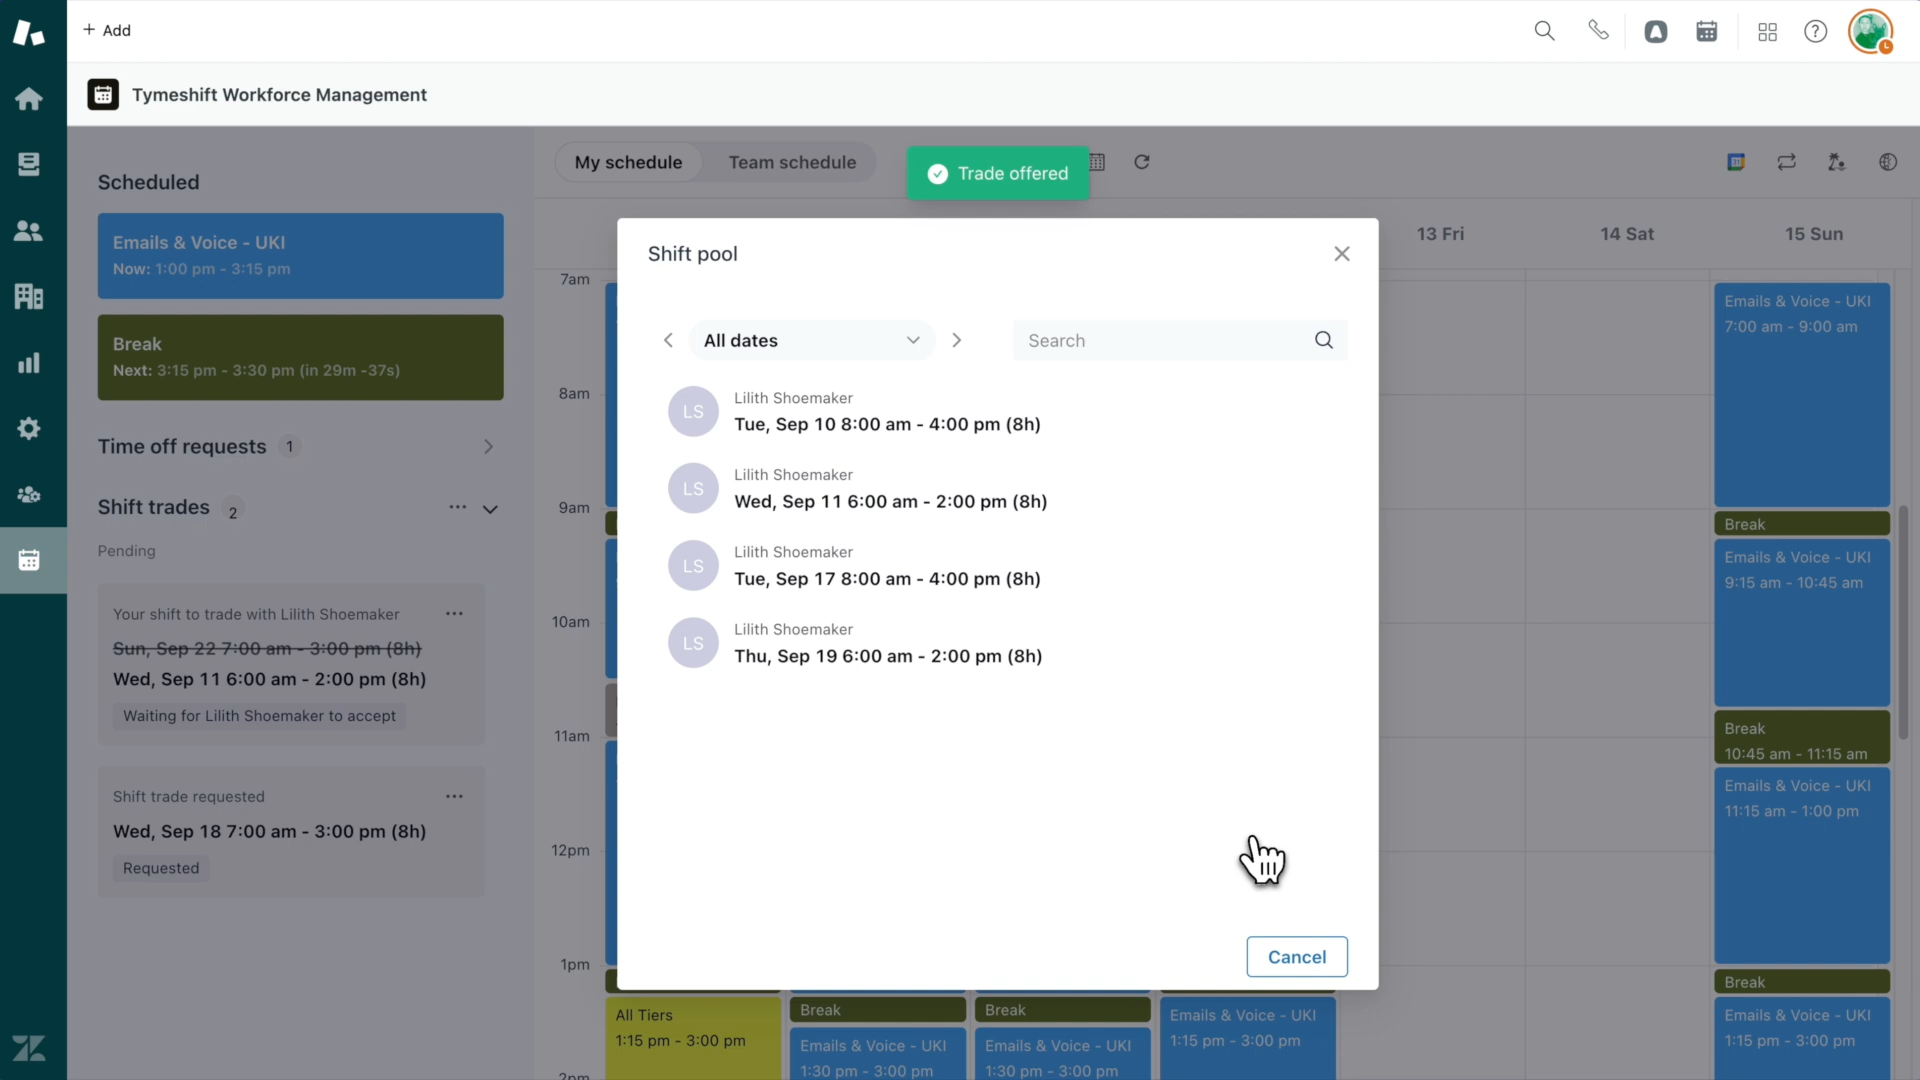 + Add
Tymeshift Workforce Management
Scheduled
Emails & Voice - UKI
Now: 1:00 pm - 3:15 pm
Break
Next: 3:15 pm - 3:30 pm (in 29m -37s)
Time off requests 1
Shift trades 2
Pending
Your shift to trade with Lilith Shoemaker
Sun, Sep 22 7:00 am - 3:00 pm (8h)
Wed, Sep 11 6:00 am - 2:00 pm (8h)
Waiting for Lilith Shoemaker to accept
Shift trade requested
Wed, Sep 18 7:00 am - 3:00 pm (8h)
Requested
My schedule
Team schedule
Trade offered
13 Fri
14 Sat
15 Sun
7am
8am
9am
10am
11am
12pm
1pm
2pm
Shift pool
All dates
Search
LS
Lilith Shoemaker
Tue, Sep 10 8:00 am - 4:00 pm (8h)
LS
Lilith Shoemaker
Wed, Sep 11 6:00 am - 2:00 pm (8h)
LS
Lilith Shoemaker
Tue, Sep 17 8:00 am - 4:00 pm (8h)
LS
Lilith Shoemaker
Thu, Sep 19 6:00 am - 2:00 pm (8h)
Cancel
All Tiers
1:15 pm - 3:00 pm
Break
Emails & Voice - UKI
1:30 pm - 3:00 pm
Break
Emails & Voice - UKI
1:30 pm - 3:00 pm
Emails & Voice - UKI
1:15 pm - 3:00 pm
Emails & Voice - UKI
7:00 am - 9:00 am
Break
Emails & Voice - UKI
9:15 am - 10:45 am
Break
10:45 am - 11:15 am
Emails & Voice - UKI
11:15 am - 1:00 pm
Break
Emails & Voice - UKI
1:15 pm - 3:00 pm